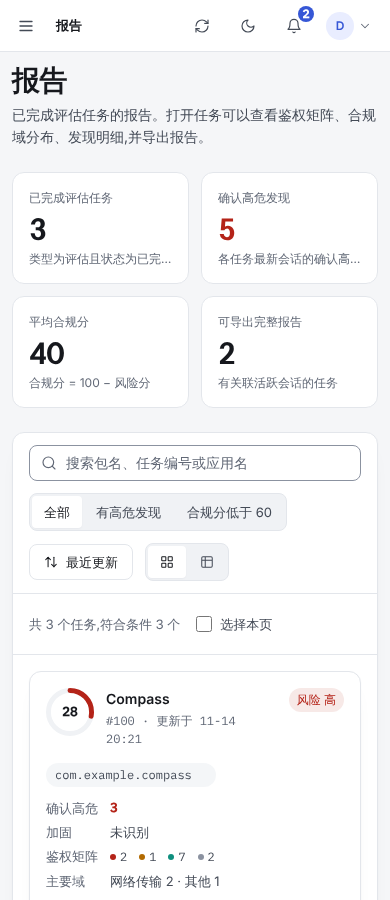 报告
2
D
报告
已完成评估任务的报告。打开任务可以查看鉴权矩阵、合规
域分布、发现明细,并导出报告。
已完成评估任务
3
类型为评估且状态为已完...
确认高危发现
5
各任务最新会话的确认高...
平均合规分
40
合规分 = 100 − 风险分
可导出完整报告
2
有关联活跃会话的任务
搜索包名、任务编号或应用名
全部
有高危发现
合规分低于 60
最近更新
共 3 个任务,符合条件 3 个
选择本页
28
Compass
风险 高
#100 · 更新于 11-14
20:21
com.example.compass
确认高危 3
加固 未识别
鉴权矩阵 2 1 7 2
主要域 网络传输 2 · 其他 1